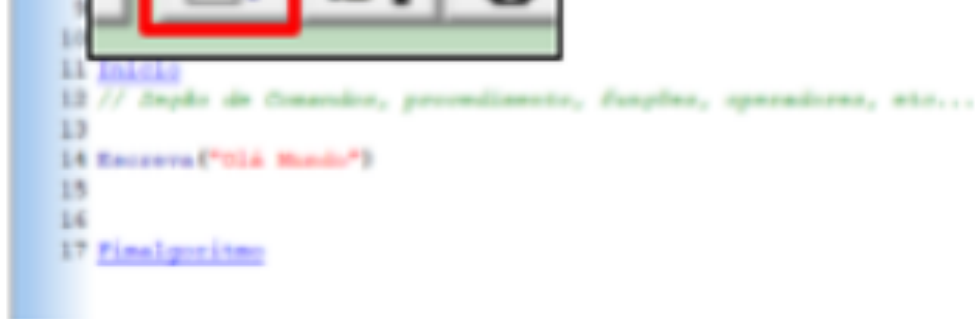 9
10
11 Inicio
12 // Seção de Comandos, procedimento, funções, operadores, etc...
13
14 Escreva("Olá Mundo")
15
16
17 Fimalgoritmo